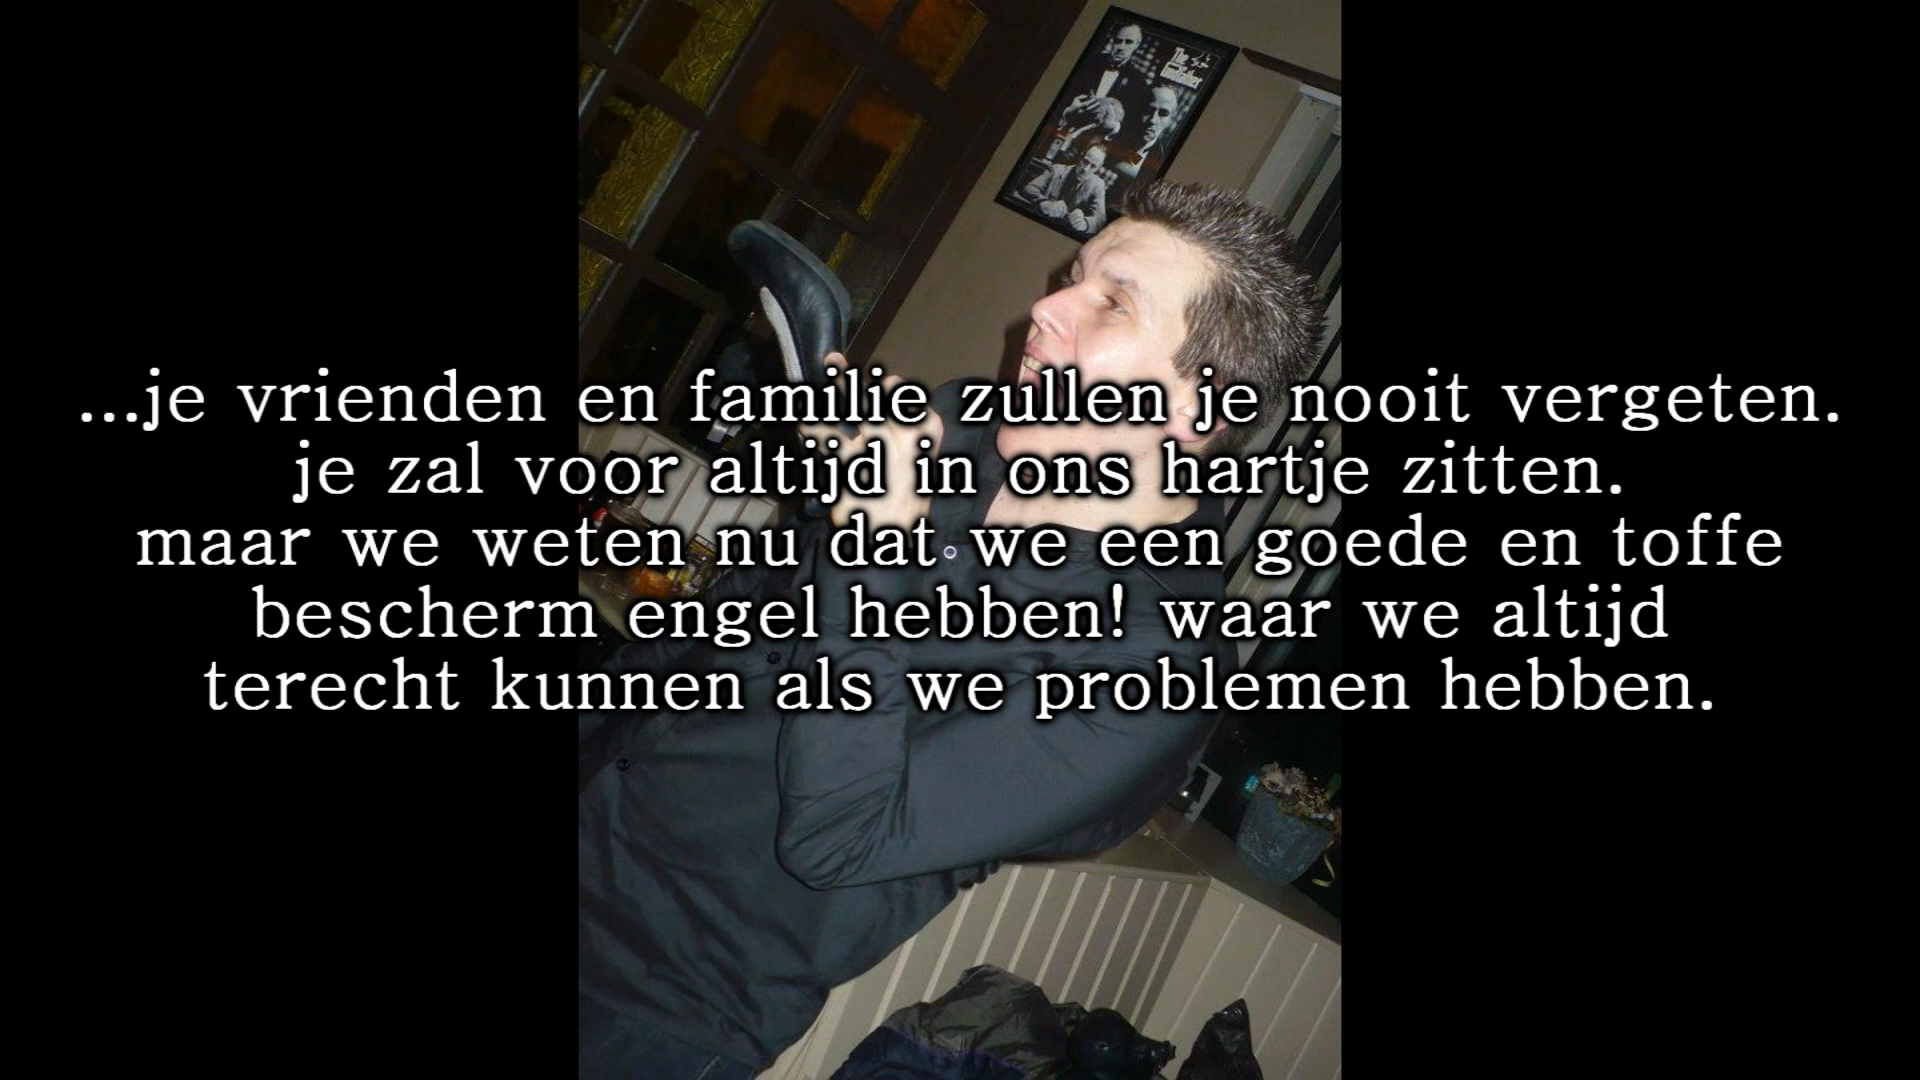 The
Godfather
...je vrienden en familie zullen je nooit vergeten.
je zal voor altijd in ons hartje zitten.
maar we weten nu dat we een goede en toffe
bescherm engel hebben! waar we altijd
terecht kunnen als we problemen hebben.